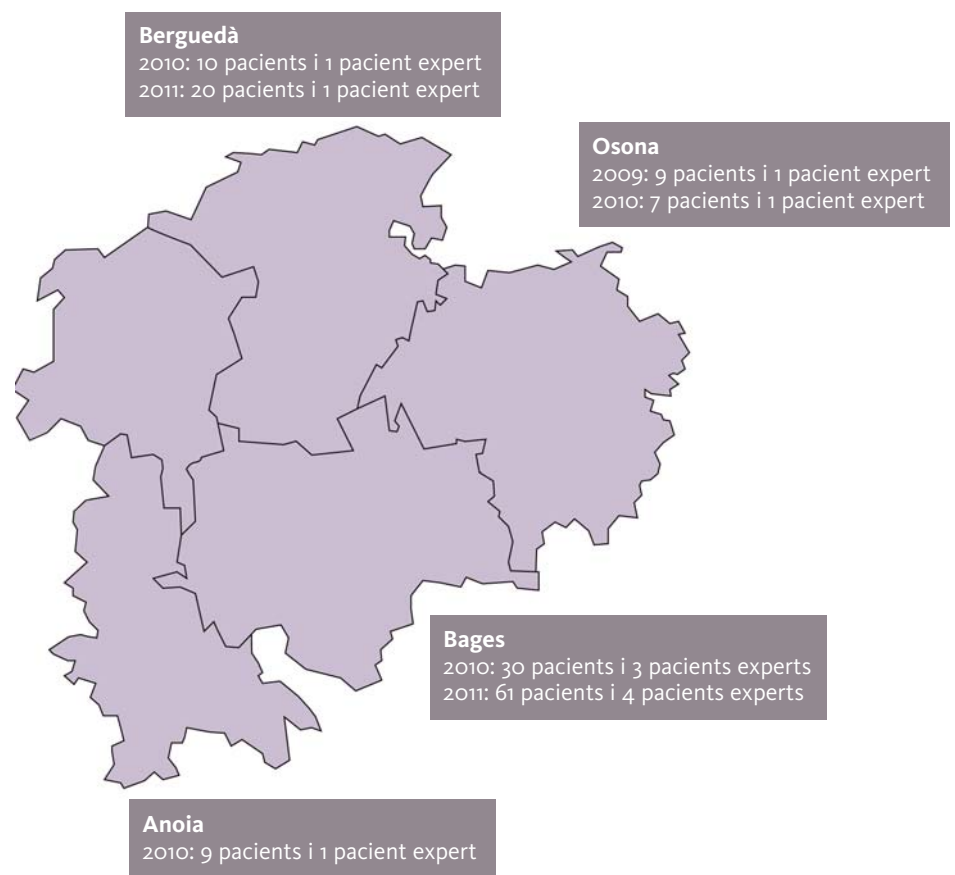 Berguedà
2010: 10 pacients i 1 pacient expert
2011: 20 pacients i 1 pacient expert
Osona
2009: 9 pacients i 1 pacient expert
2010: 7 pacients i 1 pacient expert
Bages
2010: 30 pacients i 3 pacients experts
2011: 61 pacients i 4 pacients experts
Anoia
2010: 9 pacients i 1 pacient expert